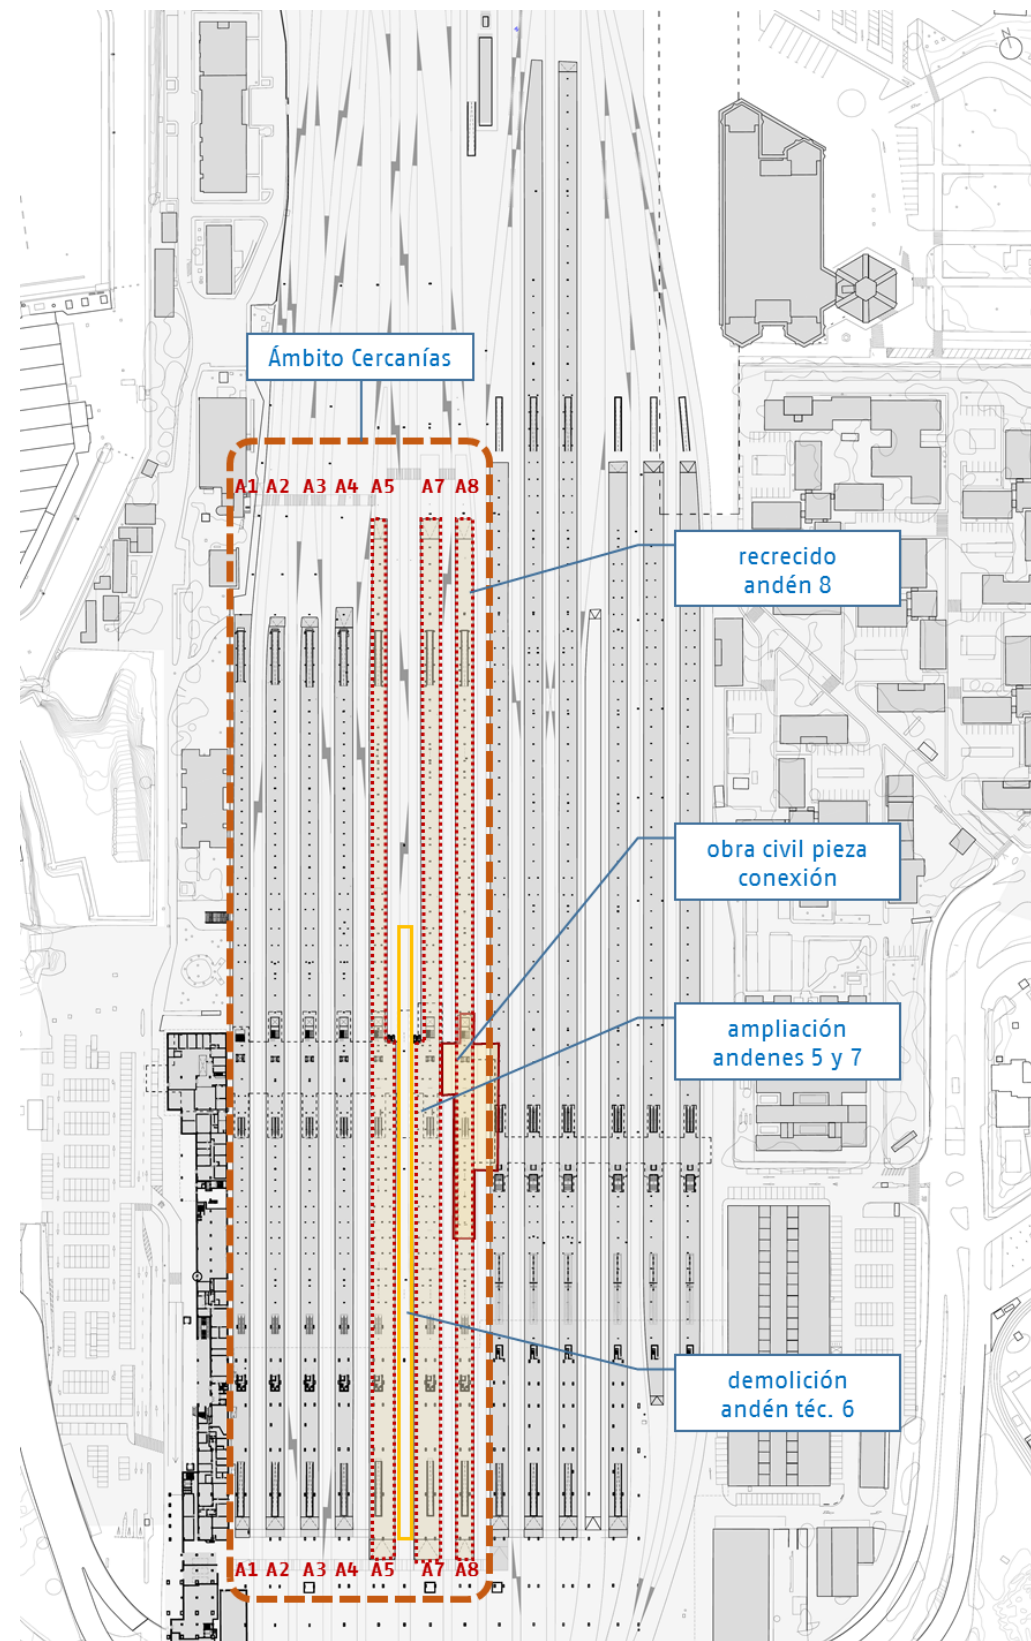 N
Ámbito Cercanías
A1 A2 A3 A4 A5 A7 A8
recrecido
andén 8
obra civil pieza
conexión
ampliación
andenes 5 y 7
demolición
andén téc. 6
A1 A2 A3 A4 A5 A7 A8